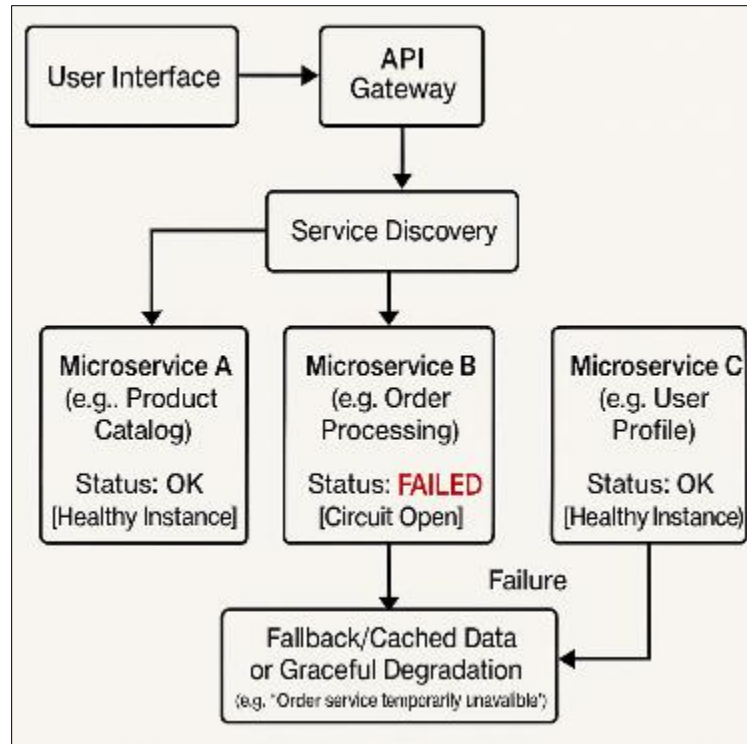 User Interface
API
Gateway
Service Discovery
Microservice A
(e.g.. Product
Catalog)
Status: OK
[Healthy Instance]
Microservice B
(e.g. Order
Processing)
Status: FAILED
[Circuit Open]
Microservice C
(e.g. User
Profile)
Status: OK
[Healthy Instance)
Failure
Fallback/Cached Data
or Graceful Degradation
(e.g. “Order service temporarily unavalible”)